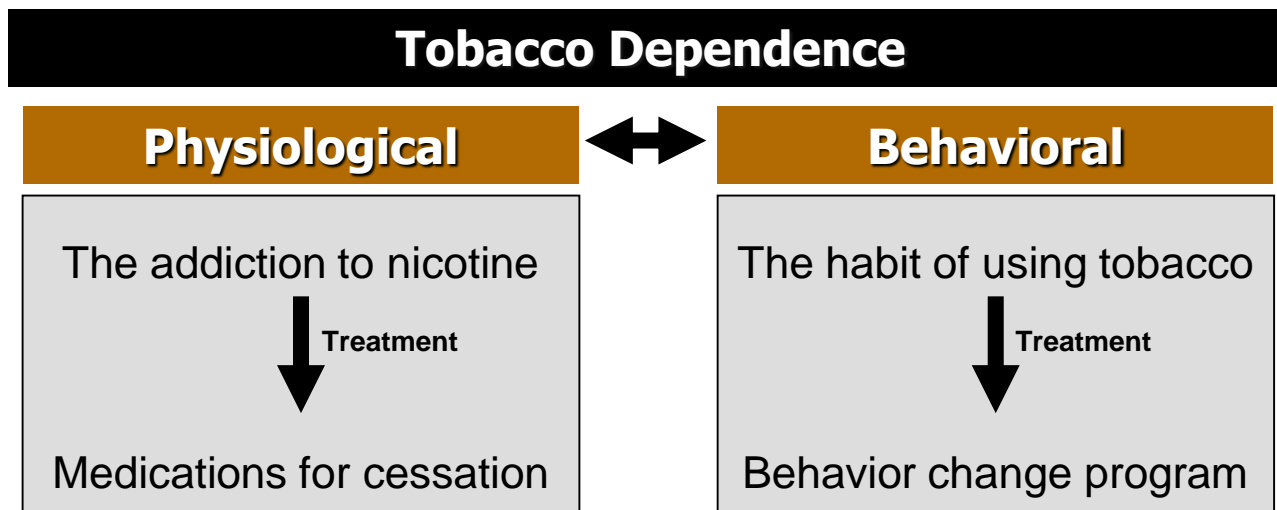 Tobacco Dependence
Physiological
Behavioral
The addiction to nicotine
Treatment
Medications for cessation
The habit of using tobacco
Treatment
Behavior change program